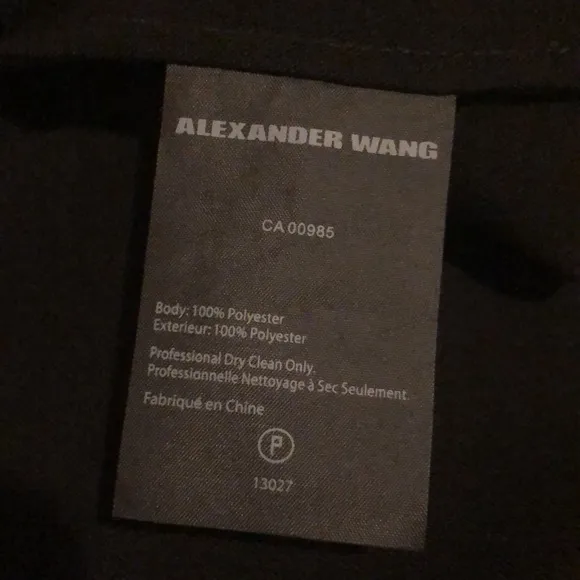 ALEXANDER WANG
CA 00985
Body: 100% Polyester
Exterieur: 100% Polyester
Professional Dry Clean Only.
Professionnelle Nettoyage à Sec Seulement.
Fabriqué en Chine
P
13027